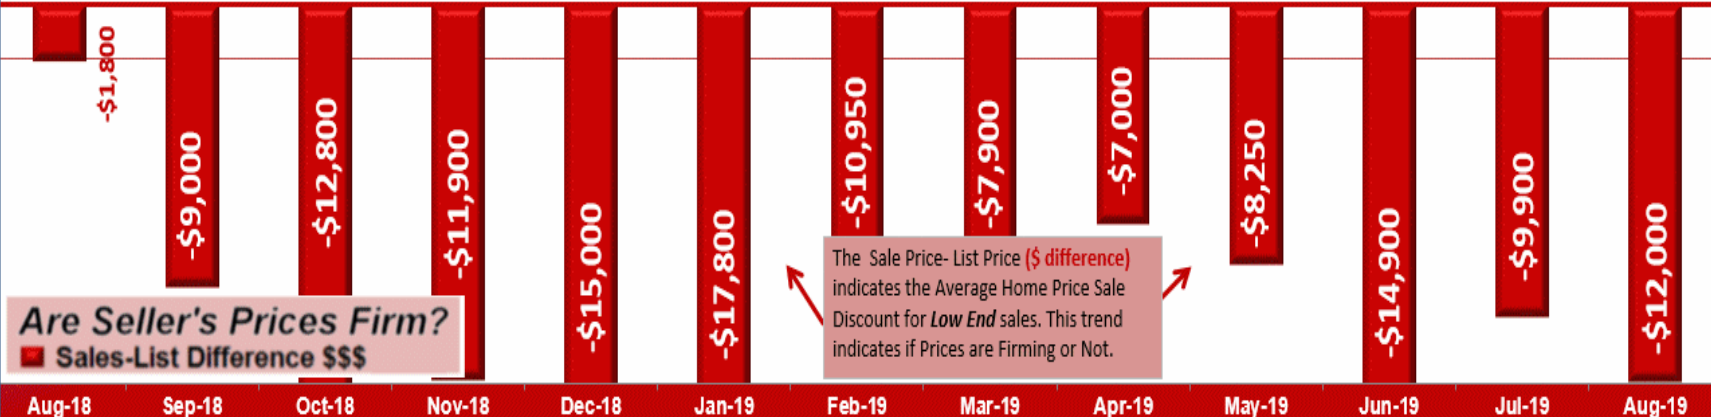 -$1,800
-$9,000
-$12,800
-$11,900
-$15,000
-$17,800
-$10,950
-$7,900
-$7,000
-$8,250
-$14,900
-$9,900
-$12,000
The Sale Price- List Price ($ difference)
indicates the Average Home Price Sale
Discount for Low End sales. This trend
indicates if Prices are Firming or Not.
Are Seller's Prices Firm?
Sales-List Difference $$$
Aug-18 Sep-18 Oct-18 Nov-18 Dec-18 Jan-19 Feb-19 Mar-19 Apr-19 May-19 Jun-19 Jul-19 Aug-19